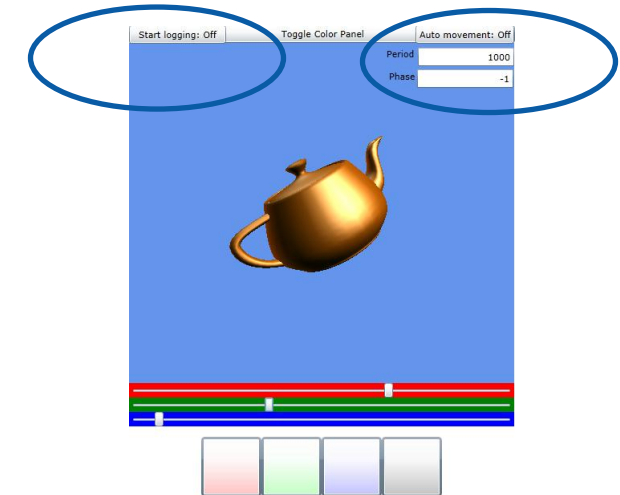 Start logging: Off
Toggle Color Panel
Auto movement: Off
Period 1000
Phase -1